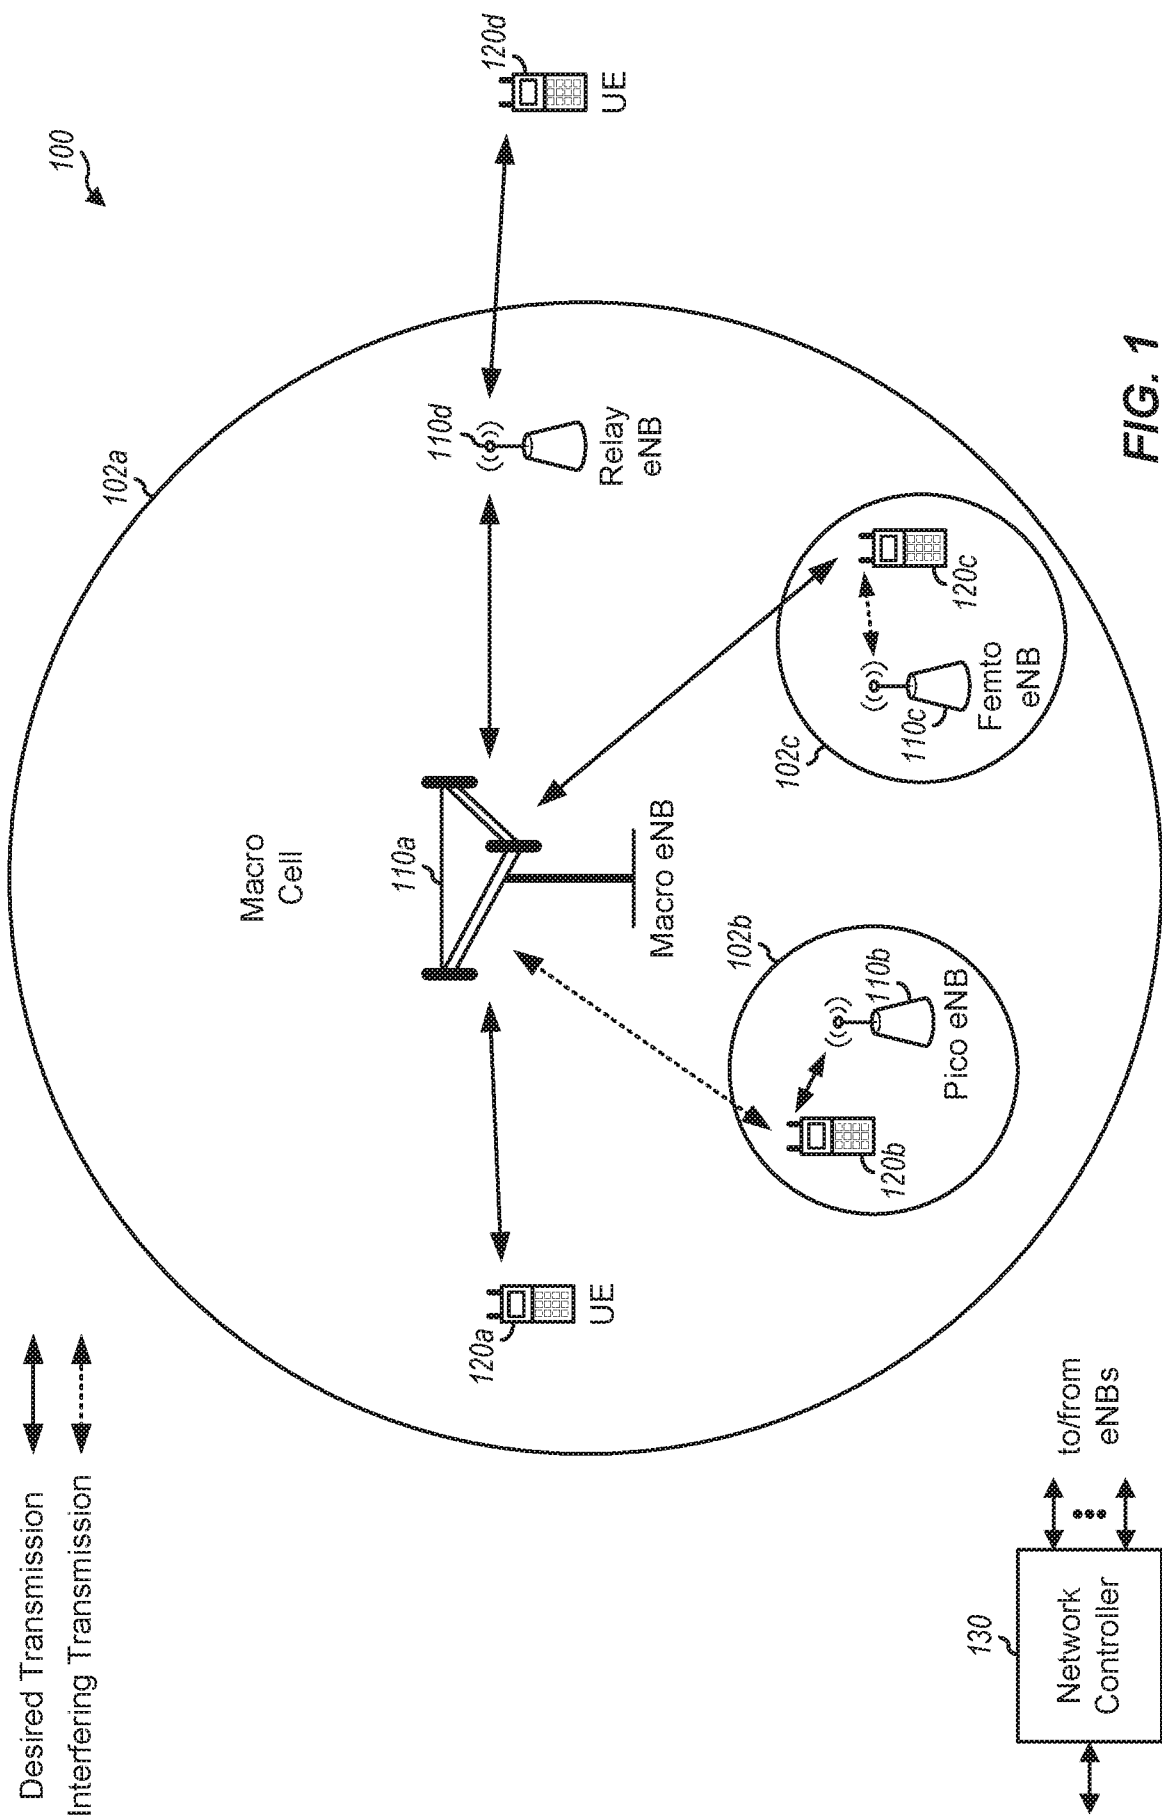 Desired Transmission
Interfering Transmission
100
102a
Macro
Cell
110a
110d
120d
120a
UE
Macro eNB
Relay
eNB
UE
102b
102c
110b
120b
Pico eNB
110c
120c
Femto
eNB
130
Network
Controller
to/from
eNBs
FIG. 1